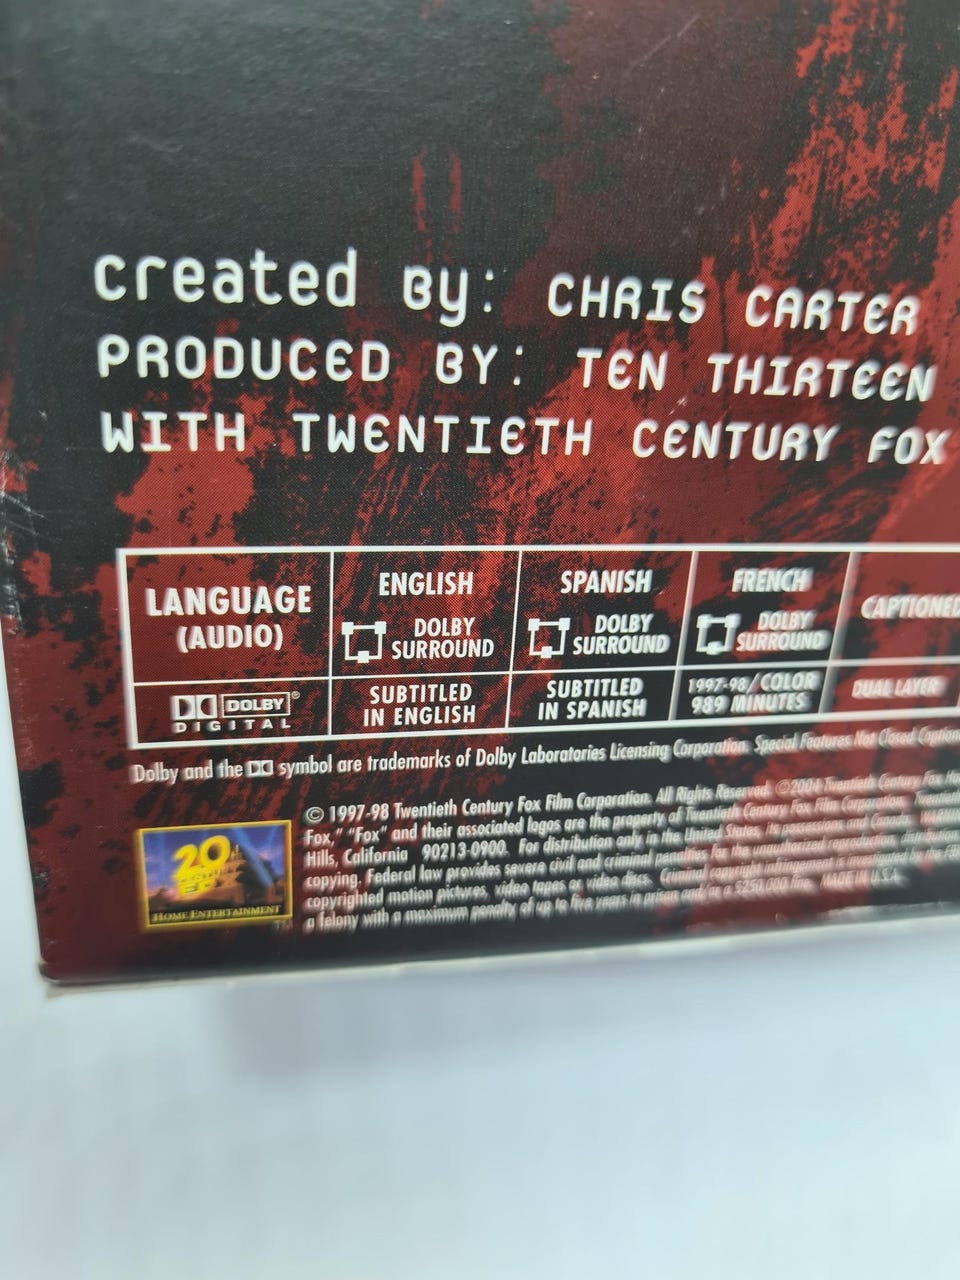 created BY: CHRIS CARTER
PRODUCED BY: TEN THIRTEEN
WITH TWENTIETH CENTURY FOX
LANGUAGE
(AUDIO)
ENGLISH
DOLBY
SURROUND
SPANISH
DOLBY
SURROUND
FRENCH
DOLBY
SURROUND
CAPTIONED
DOLBY®
DIGITAL
SUBTITLED
IN ENGLISH
SUBTITLED
IN SPANISH
1997-98/COLOR
989 MINUTES
DUAL LAYER
Dolby and the symbol are trademarks of Dolby Laboratories Licensing Corporation. Special Features Not Closed Caption
© 1997-98 Twentieth Century Fox Film Corporation. All Rights Reserved. ©2004 Twentieth Century Fox Ho
Fox," "Fox" and their associated logos are the property of Twentieth Century Fox Film Corporation. Twentieth
Hills, California 90213-0900. For distribution only in the United States, its possessions and Canada.
copying. Federal law provides severe civil and criminal penalties for the unauthorized reproduction, distribution
copyrighted motion pictures, video tapes or video discs. Criminal copyright infringement is investigated by the FB
a felony with a maximum penalty of up to five years in prison and/or a $250,000 fine. MADE IN U.S.A.
20
CENTURY
FOX
HOME ENTERTAINMENT